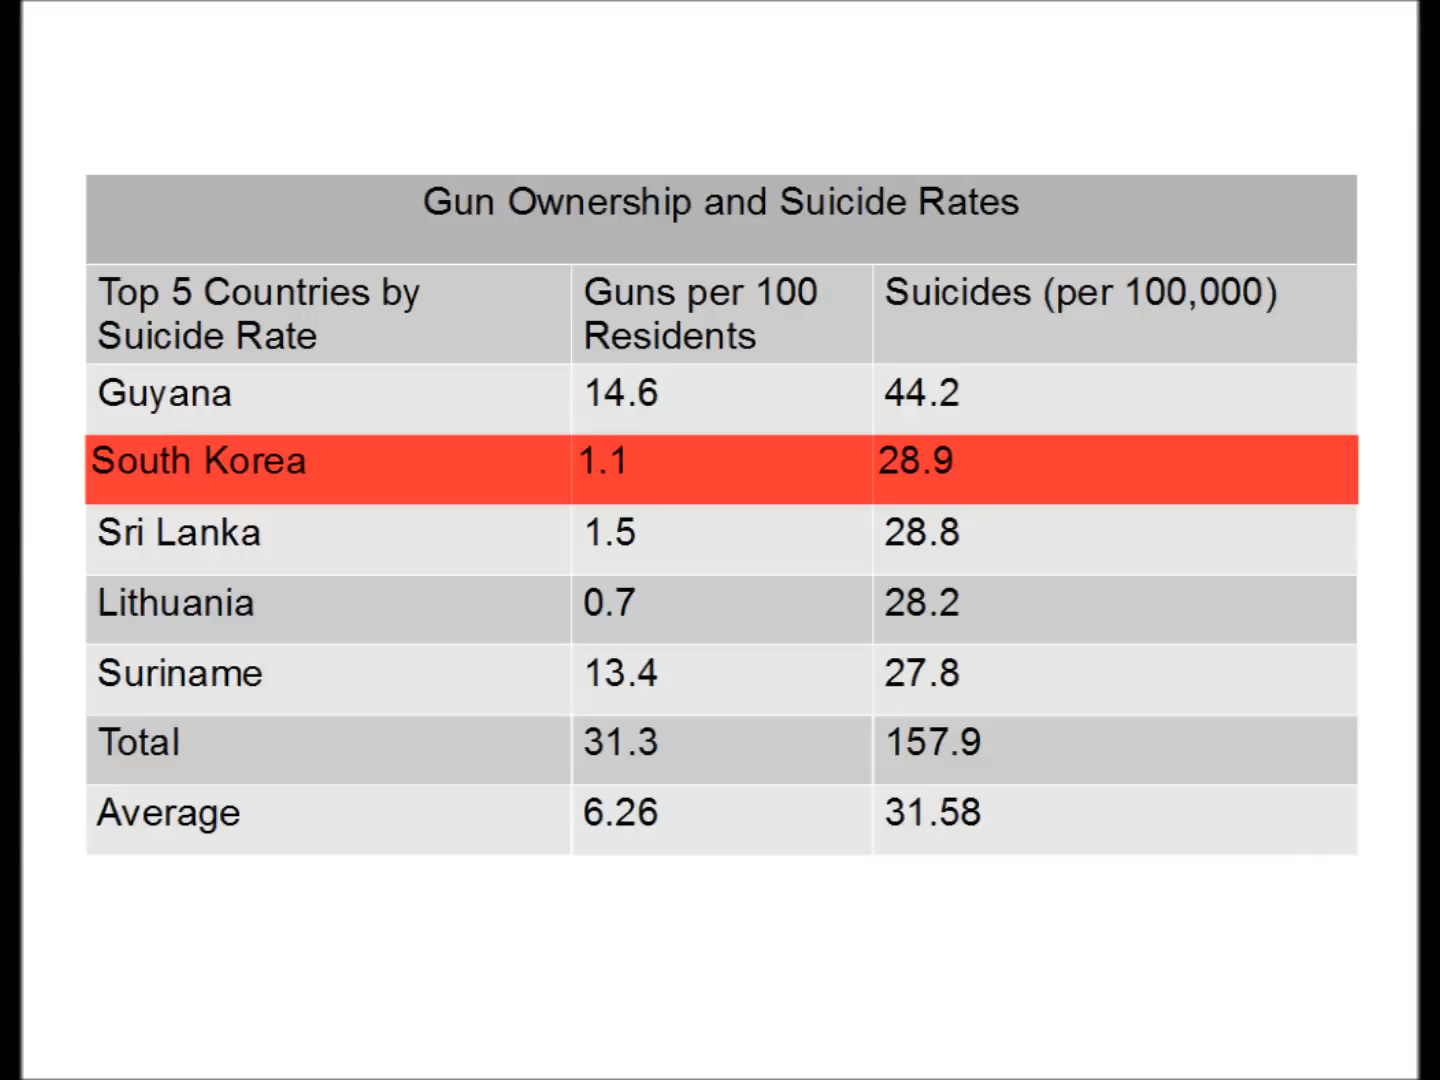 Gun Ownership and Suicide Rates
Top 5 Countries by Suicide Rate Guns per 100 Residents Suicides (per 100,000)
Guyana 14.6 44.2
South Korea 1.1 28.9
Sri Lanka 1.5 28.8
Lithuania 0.7 28.2
Suriname 13.4 27.8
Total 31.3 157.9
Average 6.26 31.58